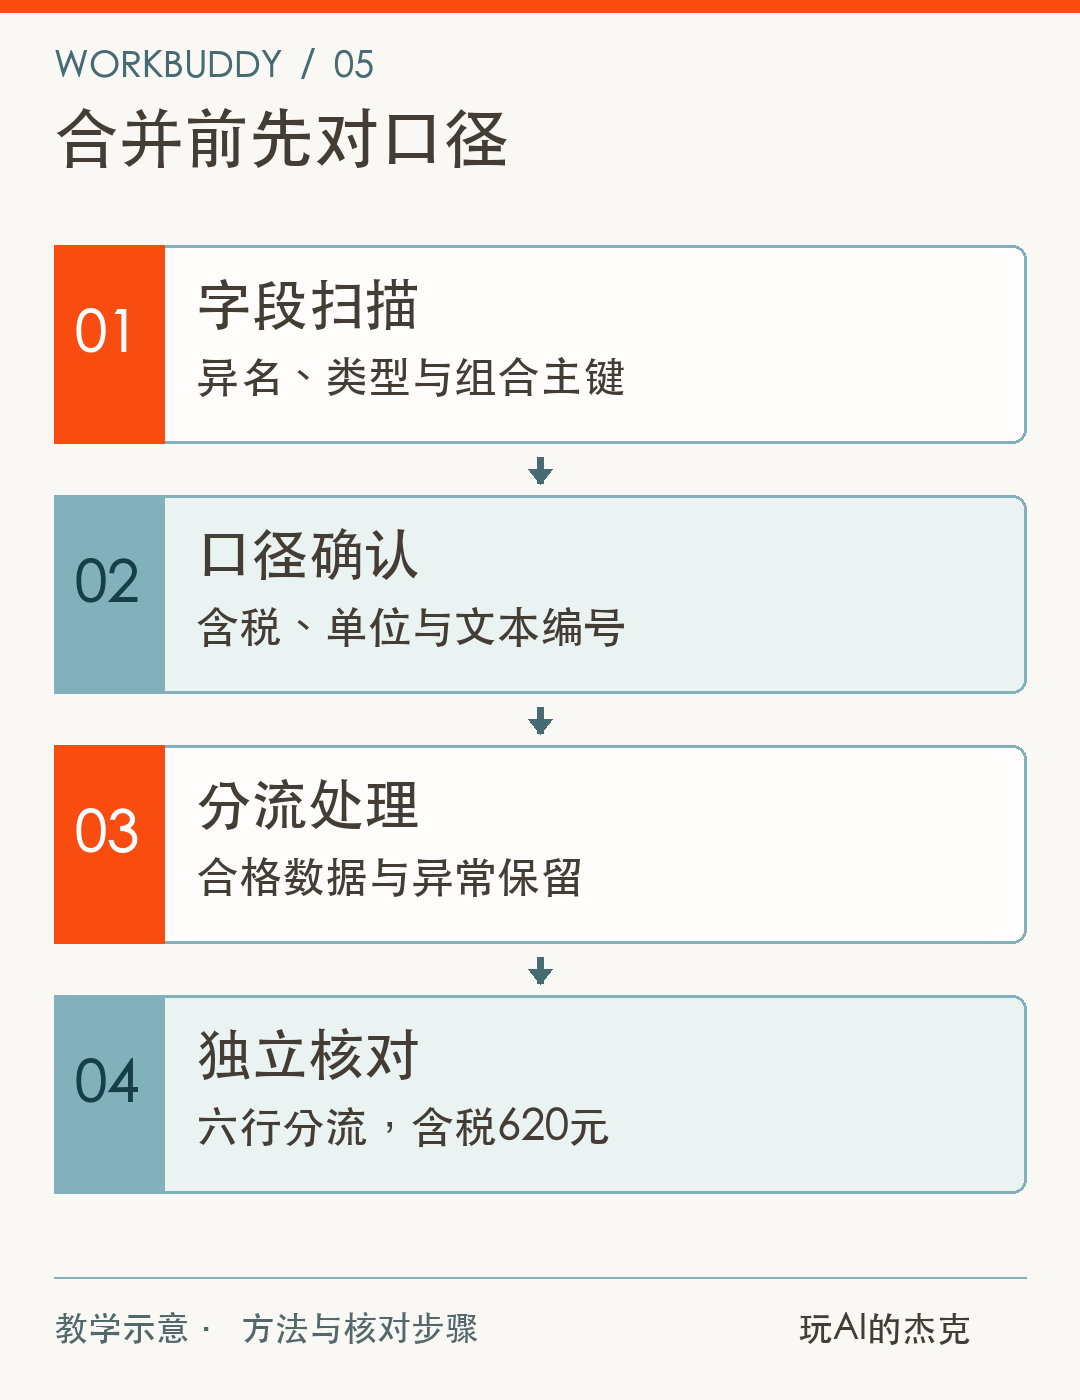 WORKBUDDY / 05
合并前先对口径
01
字段扫描
异名、类型与组合主键
02
口径确认
含税、单位与文本编号
03
分流处理
合格数据与异常保留
04
独立核对
六行分流，含税620元
教学示意· 方法与核对步骤
玩AI的杰克